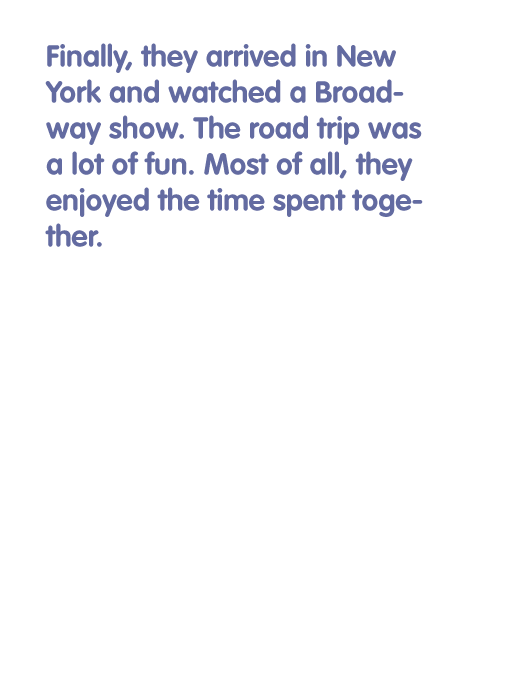 Finally, they arrived in New
York and watched a Broad-
way show. The road trip was
a lot of fun. Most of all, they
enjoyed the time spent toge-
ther.